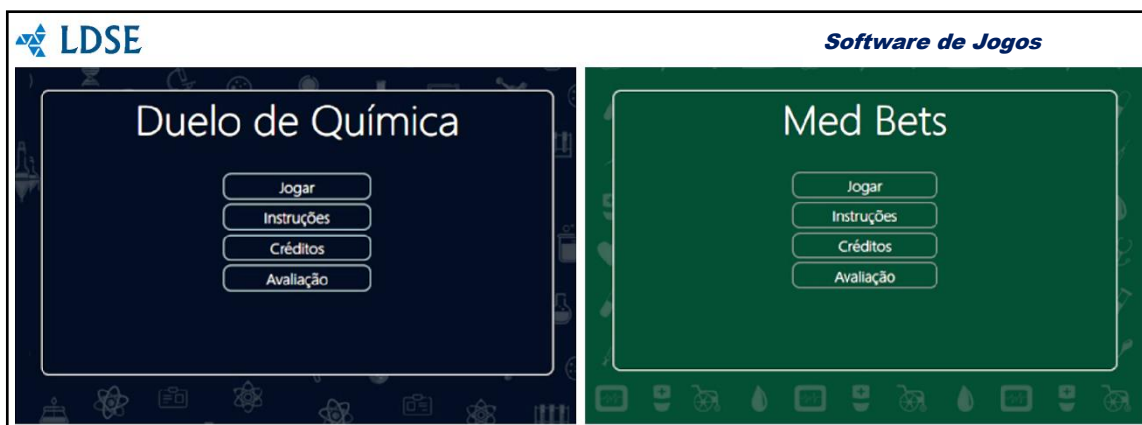 LDSE
Software de Jogos
Duelo de Química
Jogar
Instruções
Créditos
Avaliação
Med Bets
Jogar
Instruções
Créditos
Avaliação